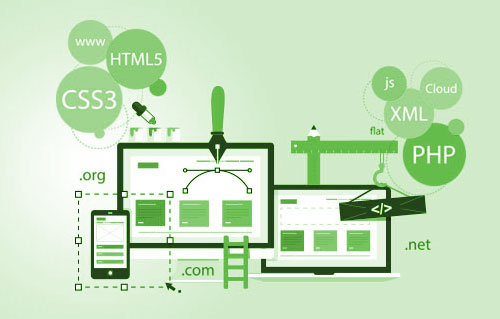 www
HTML5
CSS3
js
Cloud
XML
flat
PHP
.org
</>
.net
.com